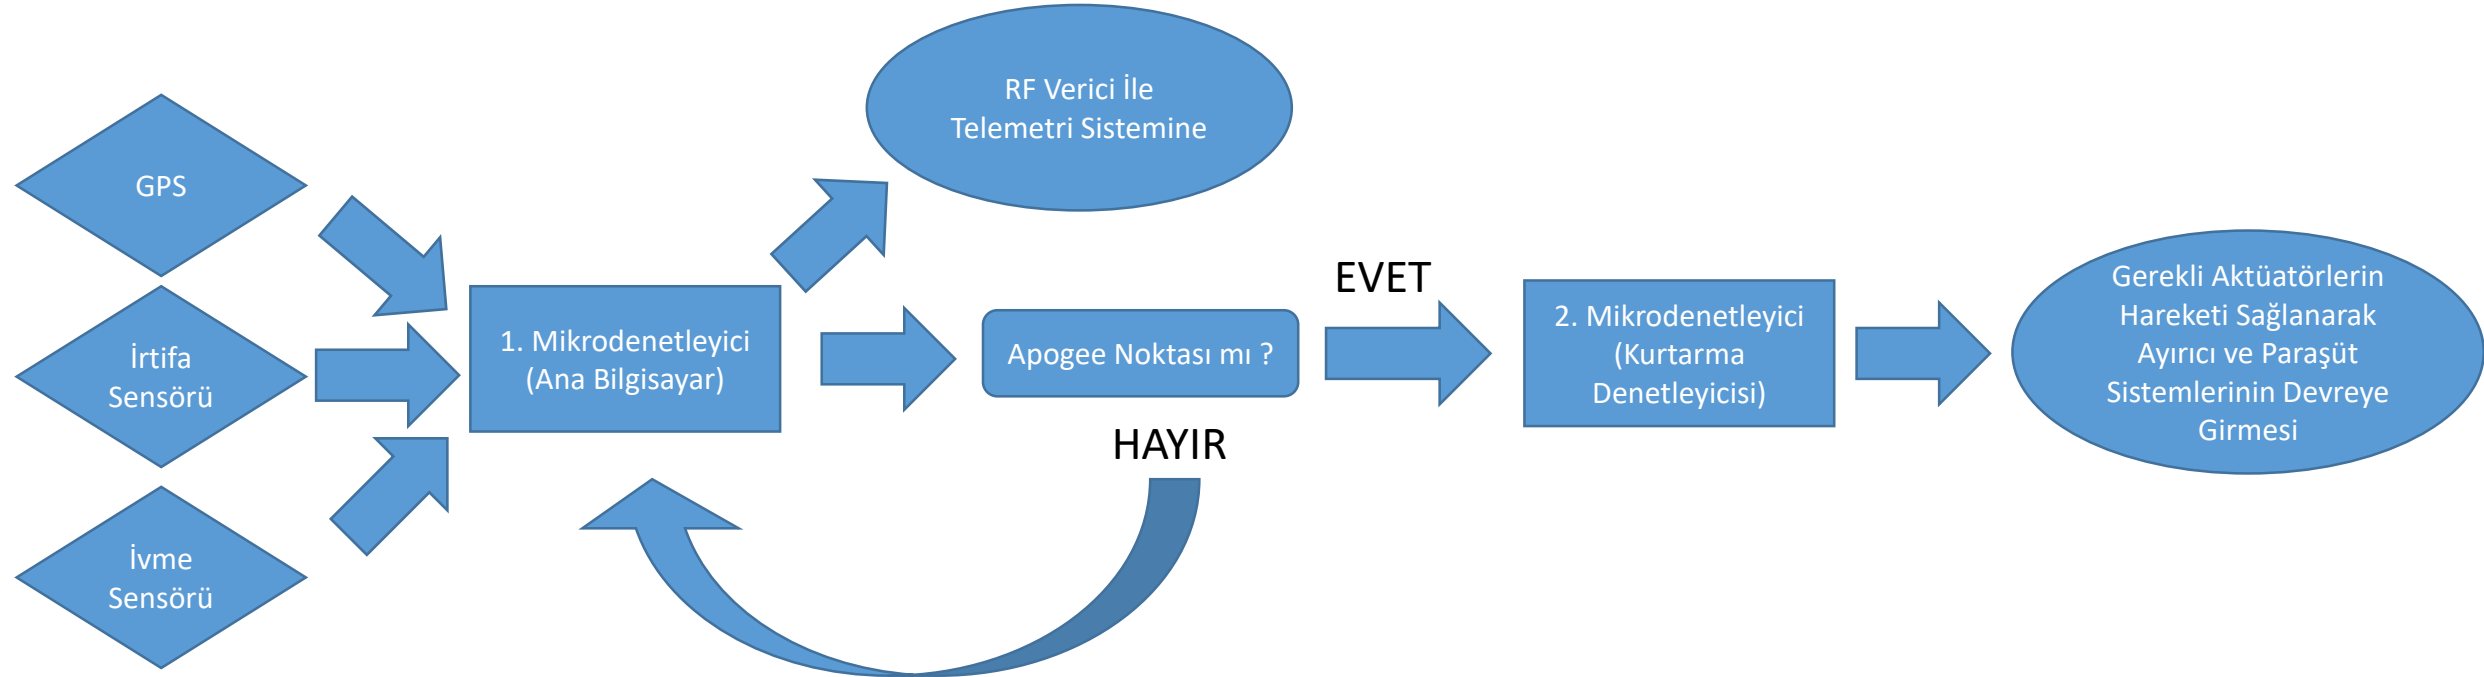 GPS
İrtifa
Sensörü
İvme
Sensörü
1. Mikrodenetleyici
(Ana Bilgisayar)
RF Verici İle
Telemetri Sistemine
Apogee Noktası mı ?
EVET
HAYIR
2. Mikrodenetleyici
(Kurtarma
Denetleyicisi)
Gerekli Aktüatörlerin
Hareketi Sağlanarak
Ayırıcı ve Paraşüt
Sistemlerinin Devreye
Girmesi